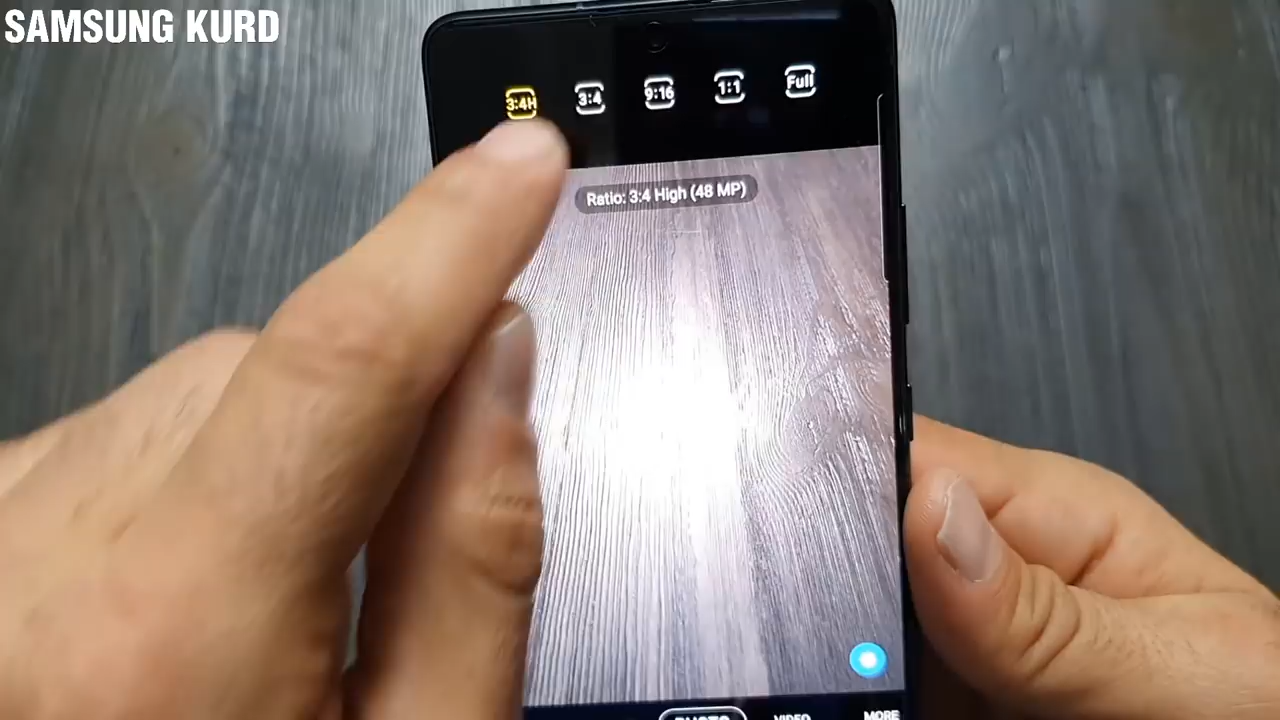 SAMSUNG KURD
3:4H 3:4 9:16 1:1 Full
Ratio: 3:4 High (48 MP)
PHOTO VIDEO MORE